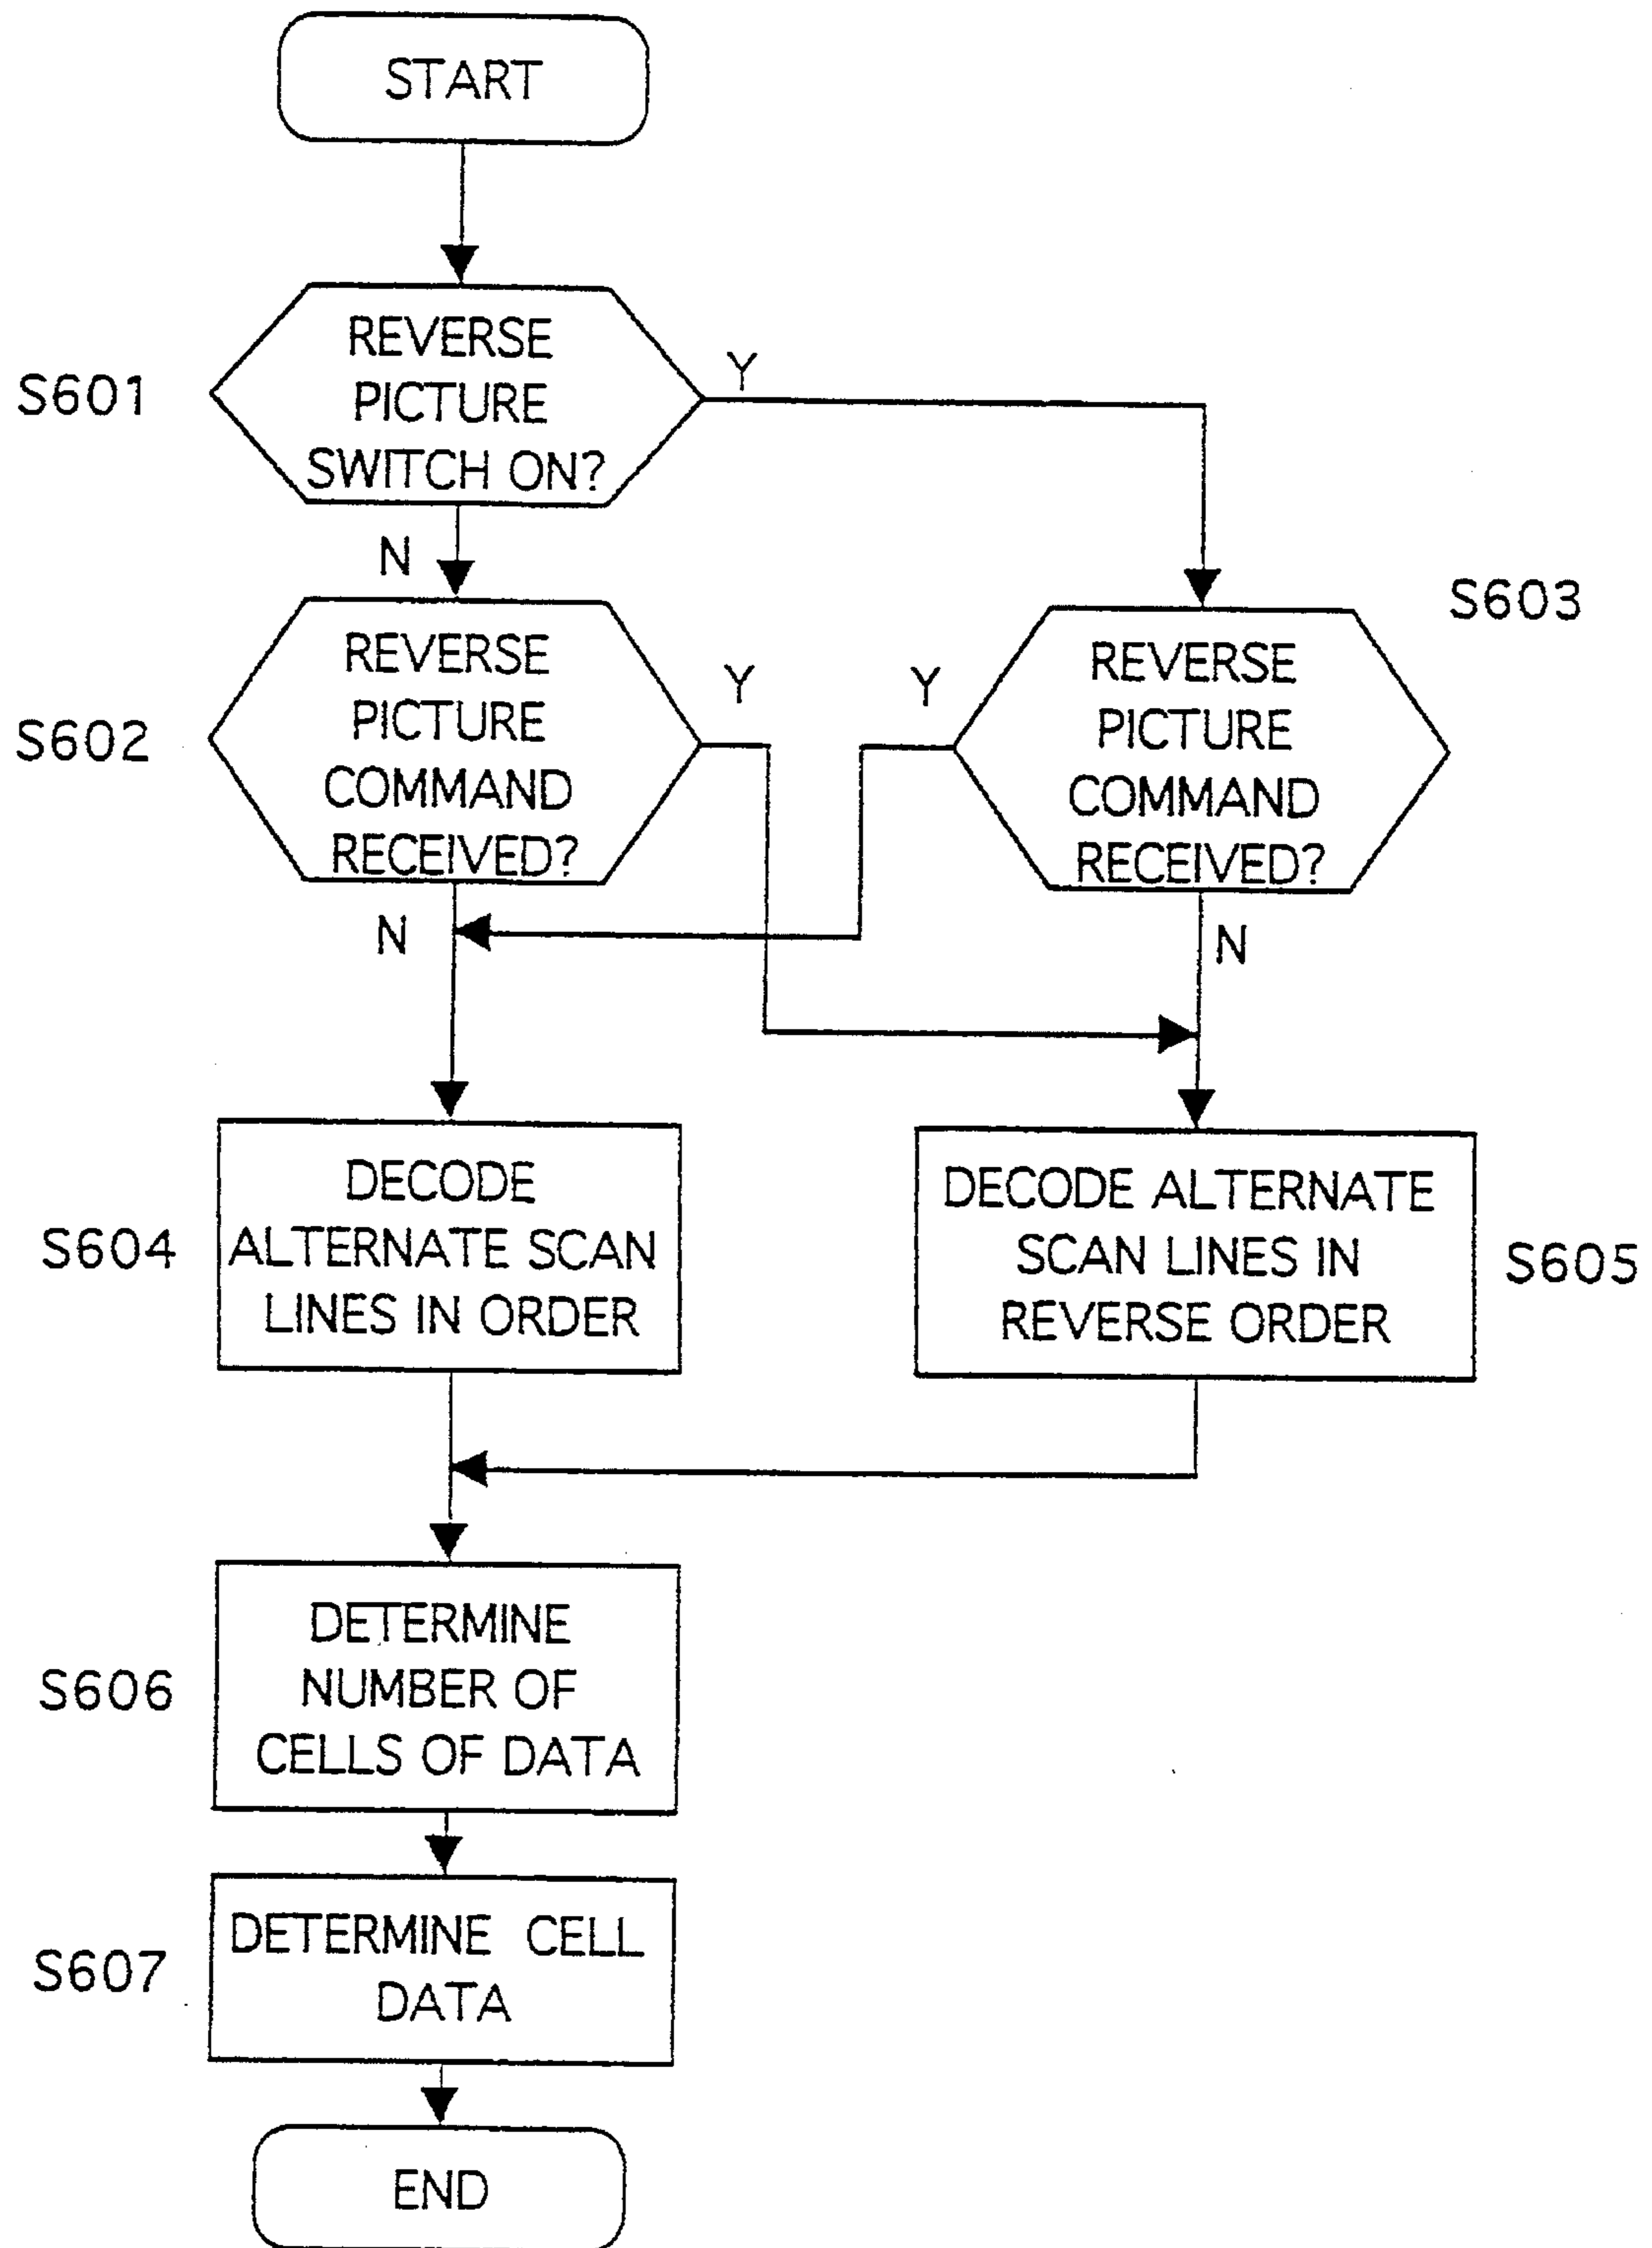 START
S601
REVERSE
PICTURE
SWITCH ON?
Y
N
S602
REVERSE
PICTURE
COMMAND
RECEIVED?
Y
N
Y
S603
REVERSE
PICTURE
COMMAND
RECEIVED?
N
S604
DECODE
ALTERNATE SCAN
LINES IN ORDER
DECODE ALTERNATE
SCAN LINES IN
REVERSE ORDER
S605
S606
DETERMINE
NUMBER OF
CELLS OF DATA
S607
DETERMINE CELL
DATA
END